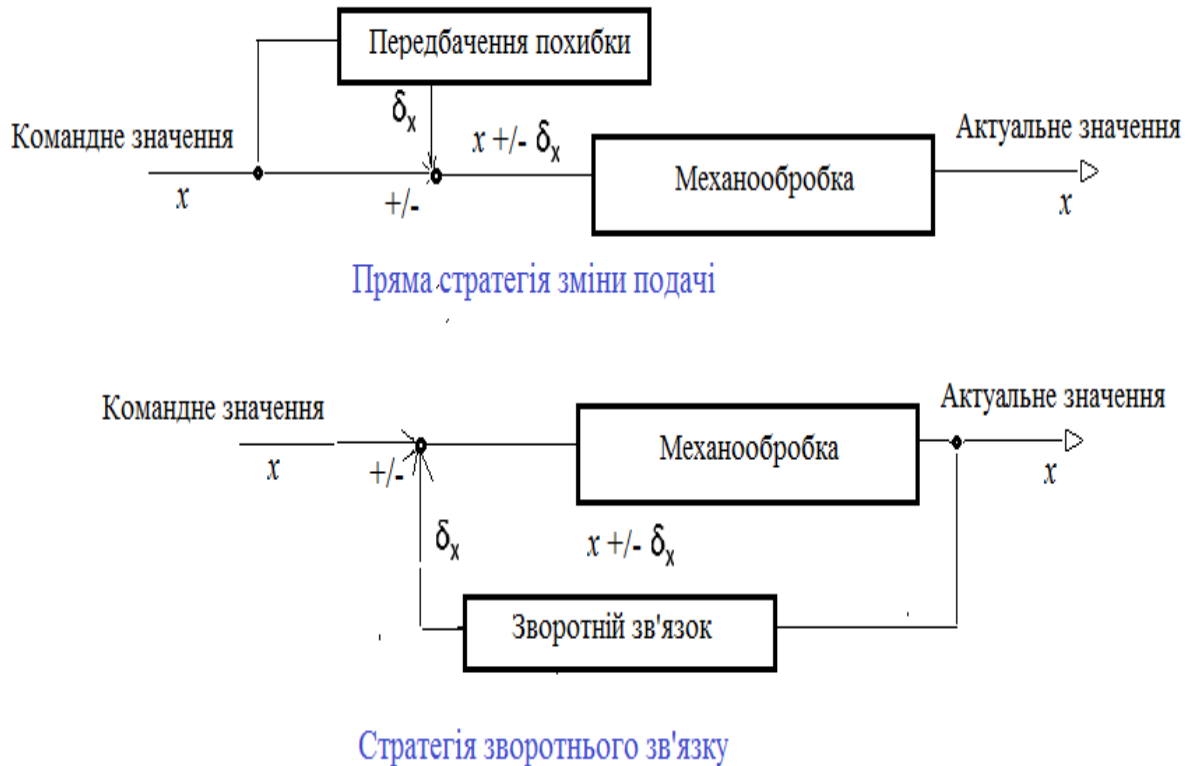 Передбачення похибки
δx
Командне значення
x +/- δx
Актуальне значення
Механообробка
x
+/-
x
Пряма стратегія зміни подачі
Командне значення
Актуальне значення
Механообробка
x
+/-
x
δx
x +/- δx
Зворотній зв'язок
Стратегія зворотнього зв'язку